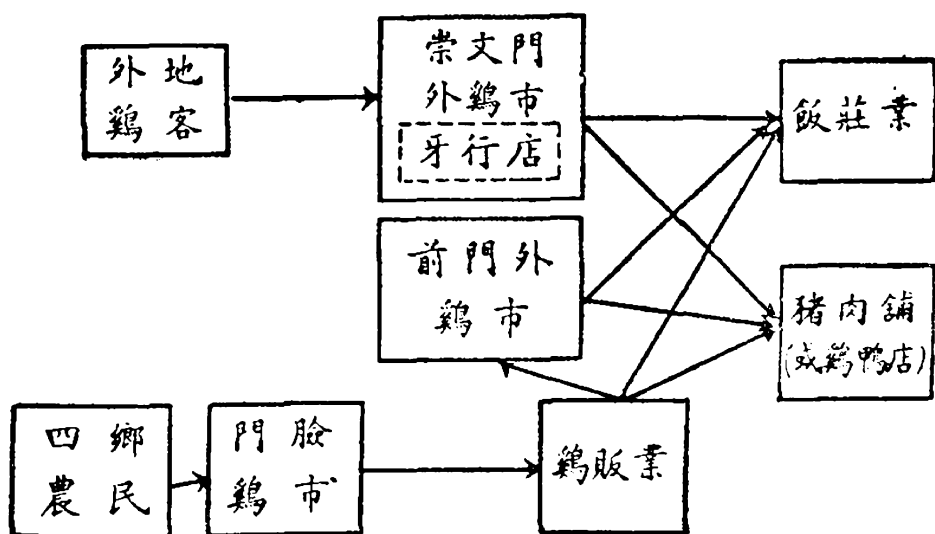 外地
鷄客
崇文門
外鷄市
牙行店
飯莊業
前門外
鷄市
猪肉舖
(或鷄鴨店)
四鄉
農民
門臉
鷄市
鷄販業